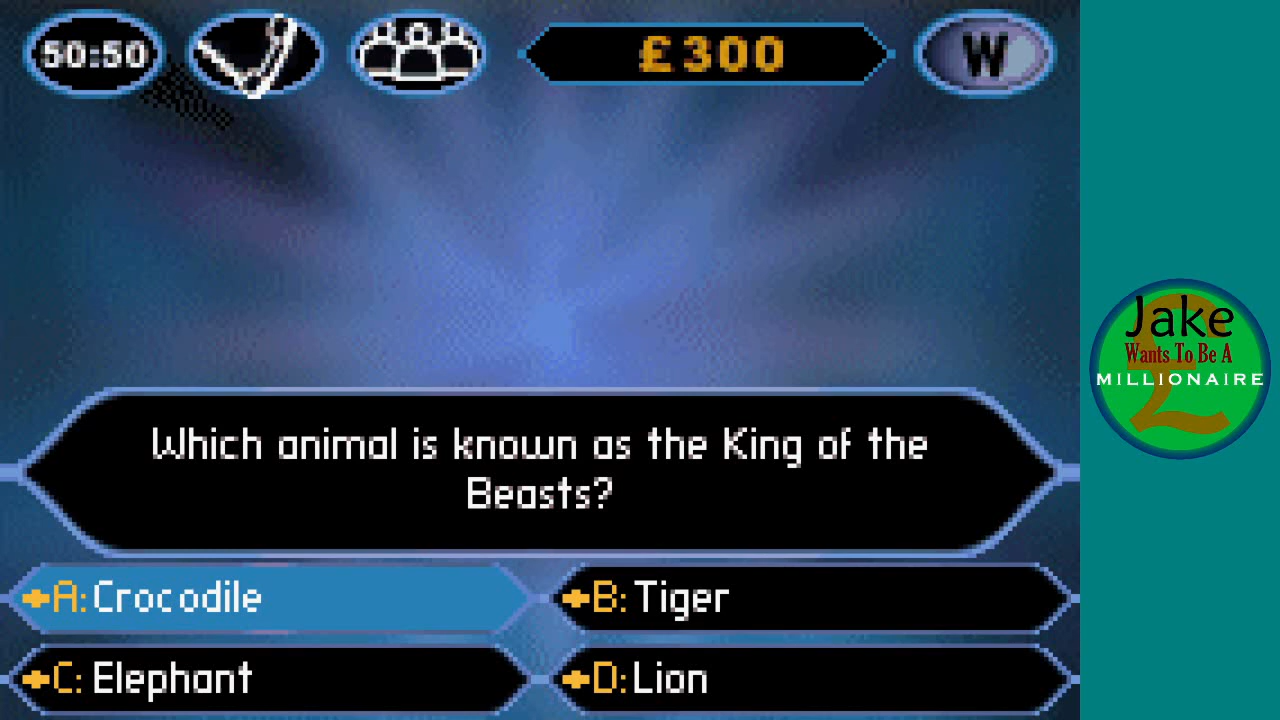 50:50
£300
W
Which animal is known as the King of the
Beasts?
A: Crocodile
B: Tiger
C: Elephant
D: Lion
£
Jake
Wants To Be A
MILLIONAIRE